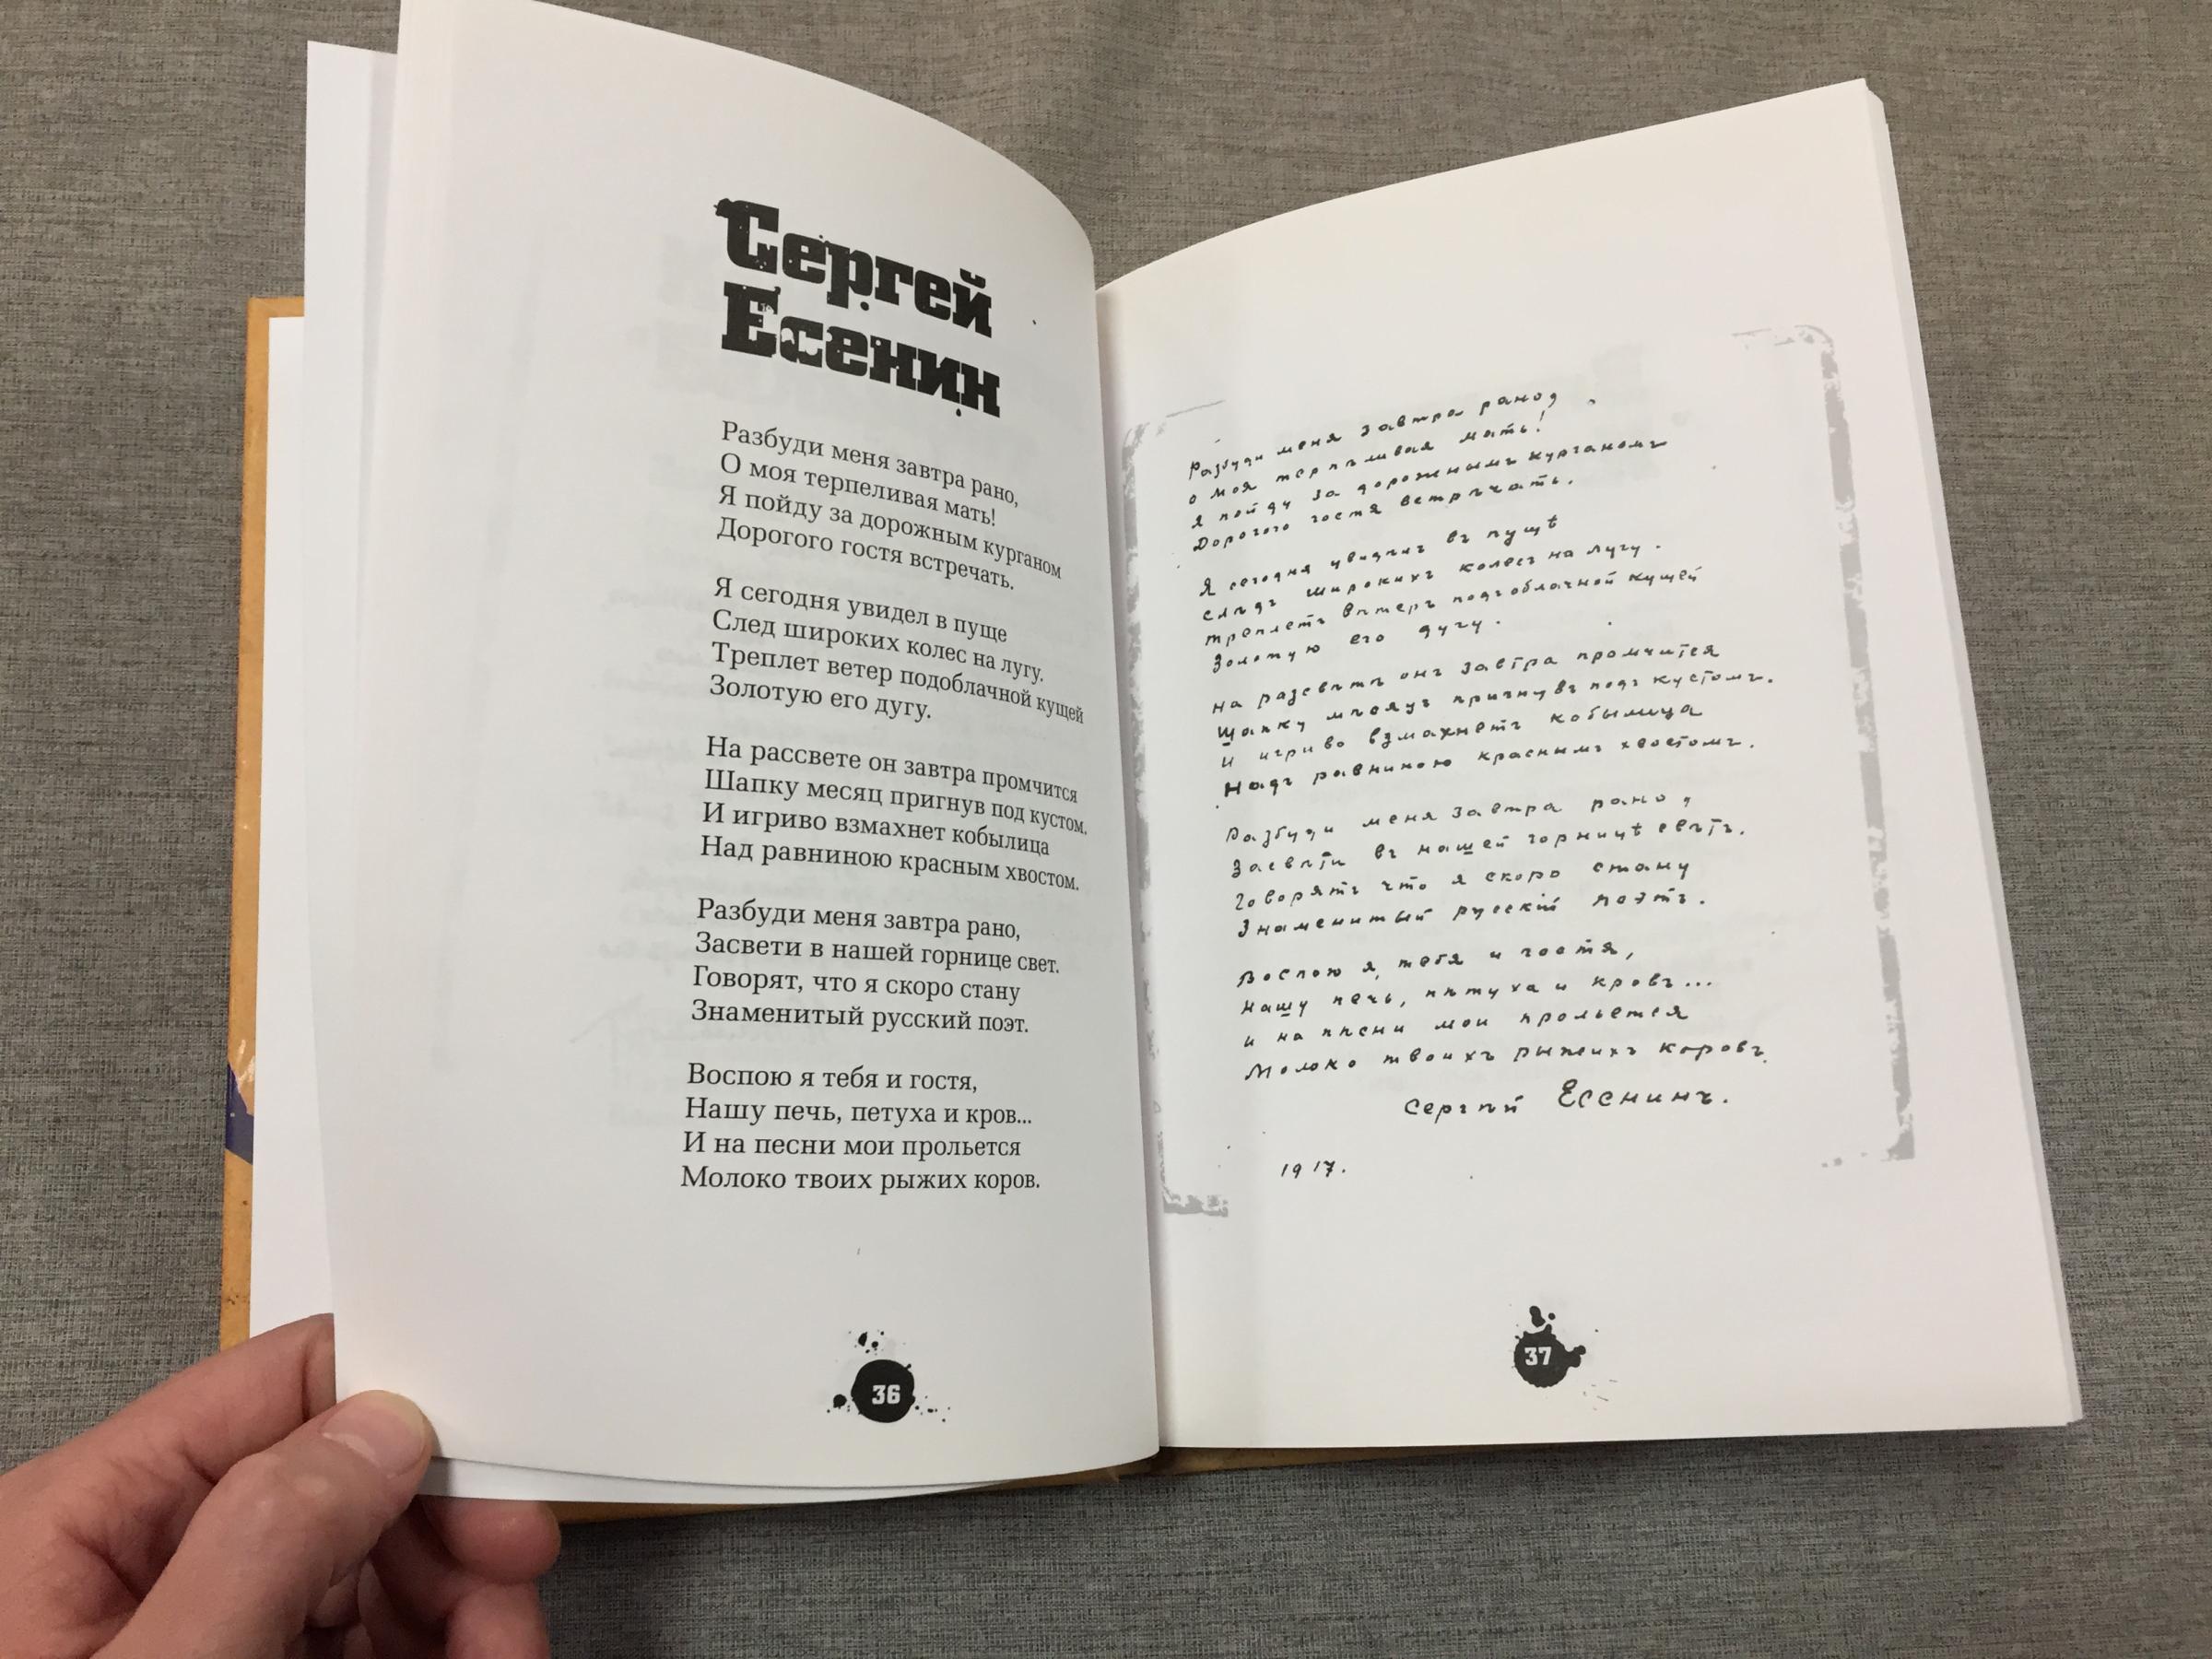 Сергей
Есенин
Разбуди меня завтра рано,
О моя терпеливая мать!
Я пойду за дорожным курганом
Дорогого гостя встречать.
Я сегодня увидел в пуще
След широких колес на лугу.
Треплет ветер подоблачной кущей
Золотую его дугу.
На рассвете он завтра промчится
Шапку месяц пригнув под кустом.
И игриво взмахнет кобылица
Над равниною красным хвостом.
Разбуди меня завтра рано,
Засвети в нашей горнице свет.
Говорят, что я скоро стану
Знаменитый русский поэт.
Воспою я тебя и гостя,
Нашу печь, петуха и кров...
И на песни мои прольется
Молоко твоих рыжих коров.
36
Разбуди меня завтра рано,
о моя терпѣливая мать!
Я пойду за дорожнымъ курганомъ
Дорогого гостя встрѣчать.
Я сегодня увидѣлъ въ пущѣ
слѣдъ широкихъ колесъ на лугу.
треплетъ вѣтеръ подъоблачной кущей
Золотую его дугу.
на разсвѣтѣ онъ завтра промчится
Шапку мѣсяцъ пригнувъ подъ кустомъ.
И игриво взмахнетъ кобылица
Надъ равниною краснымъ хвостомъ.
Разбуди меня завтра рано,
Засвѣти въ нашей горницѣ свѣтъ.
Говорятъ что я скоро стану
Знаменитый русскій поэтъ.
Воспою я, тебя и гостя,
нашу печь, пѣтуха и кровъ...
и на пѣсни мои прольется
Молоко твоихъ рыжихъ коровъ.
Сергѣй Есенинъ.
1917.
37